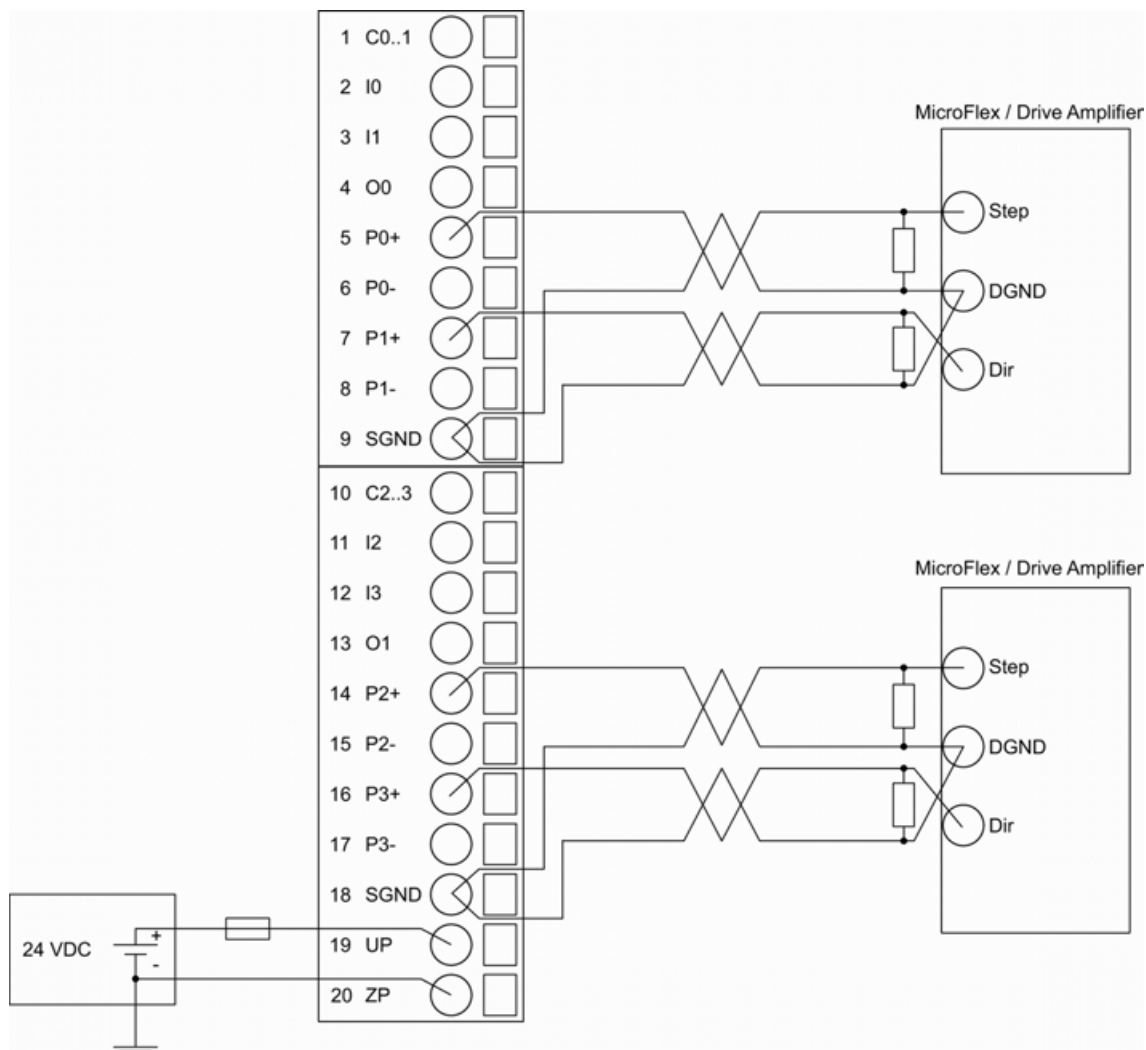 1 C0..1
2 I0
3 I1
4 O0
5 P0+
6 P0-
7 P1+
8 P1-
9 SGND
10 C2..3
11 I2
12 I3
13 O1
14 P2+
15 P2-
16 P3+
17 P3-
18 SGND
19 UP
20 ZP
MicroFlex / Drive Amplifier
Step
DGND
Dir
MicroFlex / Drive Amplifier
Step
DGND
Dir
24 VDC
+
-